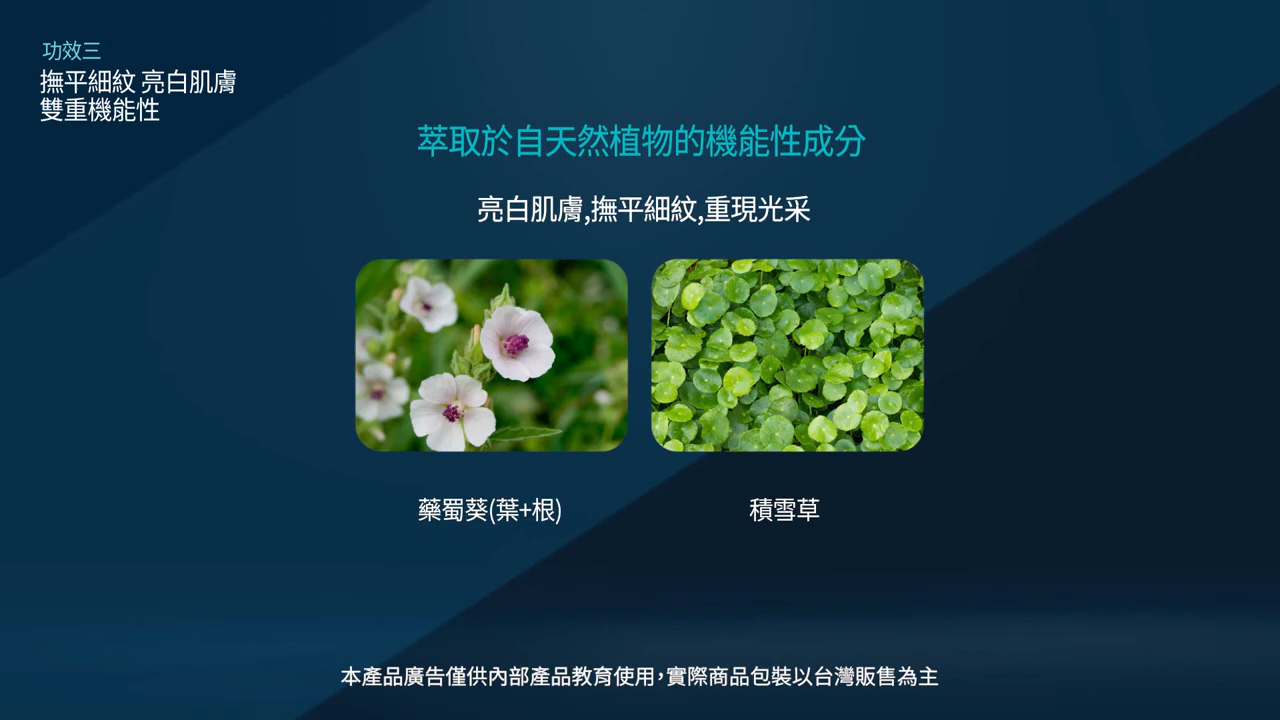 功效三
撫平細紋 亮白肌膚
雙重機能性
萃取於自天然植物的機能性成分
亮白肌膚,撫平細紋,重現光采
藥蜀葵(葉+根)
積雪草
本產品廣告僅供內部產品教育使用，實際商品包裝以台灣販售為主